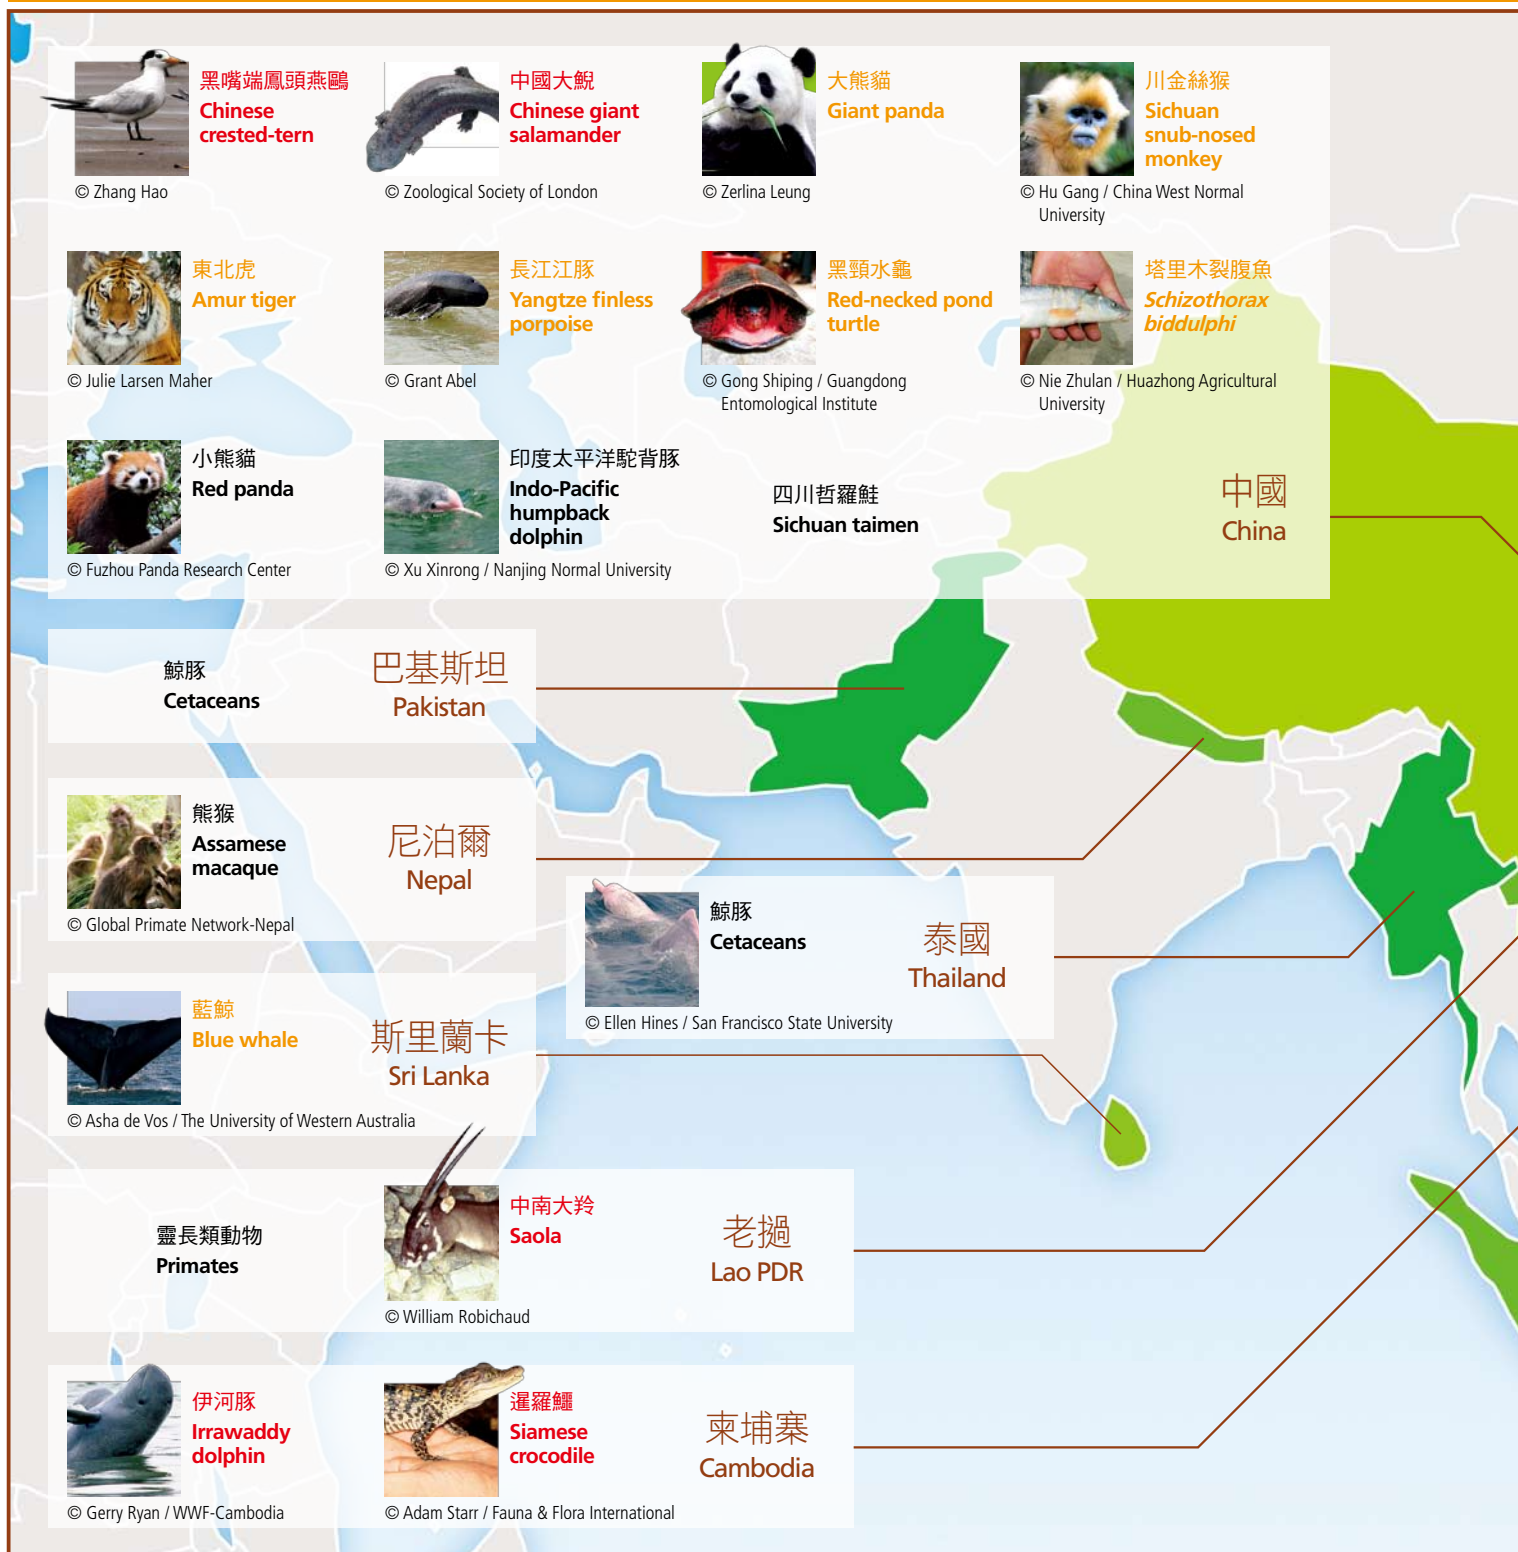 黑嘴端鳳頭燕鷗
Chinese
crested-tern
© Zhang Hao
中國大鯢
Chinese giant
salamander
© Zoological Society of London
大熊貓
Giant panda
© Zerlina Leung
川金絲猴
Sichuan
snub-nosed
monkey
© Hu Gang / China West Normal
University
東北虎
Amur tiger
© Julie Larsen Maher
長江江豚
Yangtze finless
porpoise
© Grant Abel
黑頸水龜
Red-necked pond
turtle
© Gong Shiping / Guangdong
Entomological Institute
塔里木裂腹魚
Schizothorax
biddulphi
© Nie Zhulan / Huazhong Agricultural
University
小熊貓
Red panda
© Fuzhou Panda Research Center
印度太平洋駝背豚
Indo-Pacific
humpback
dolphin
© Xu Xinrong / Nanjing Normal University
四川哲羅鮭
Sichuan taimen
中國
China
鯨豚
Cetaceans
巴基斯坦
Pakistan
熊猴
Assamese
macaque
© Global Primate Network-Nepal
尼泊爾
Nepal
鯨豚
Cetaceans
© Ellen Hines / San Francisco State University
泰國
Thailand
藍鯨
Blue whale
© Asha de Vos / The University of Western Australia
斯里蘭卡
Sri Lanka
靈長類動物
Primates
中南大羚
Saola
© William Robichaud
老撾
Lao PDR
伊河豚
Irrawaddy
dolphin
© Gerry Ryan / WWF-Cambodia
暹羅鱷
Siamese
crocodile
© Adam Starr / Fauna & Flora International
柬埔寨
Cambodia